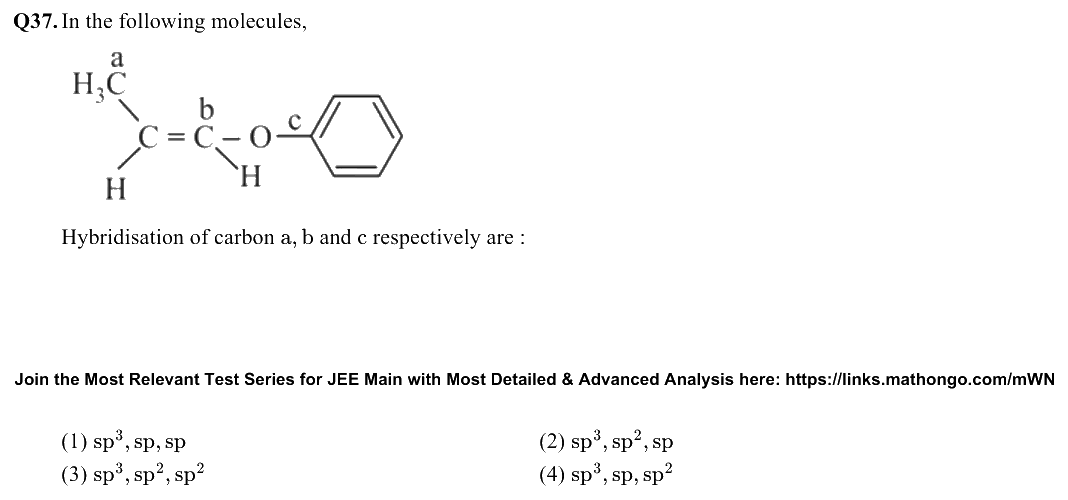 Q37. In the following molecules,
a
H₃C
b
c
C = C – O
H
H
Hybridisation of carbon a, b and c respectively are :
Join the Most Relevant Test Series for JEE Main with Most Detailed & Advanced Analysis here: https://links.mathongo.com/mWN
(1) sp³, sp, sp
(2) sp³, sp², sp
(3) sp³, sp², sp²
(4) sp³, sp, sp²